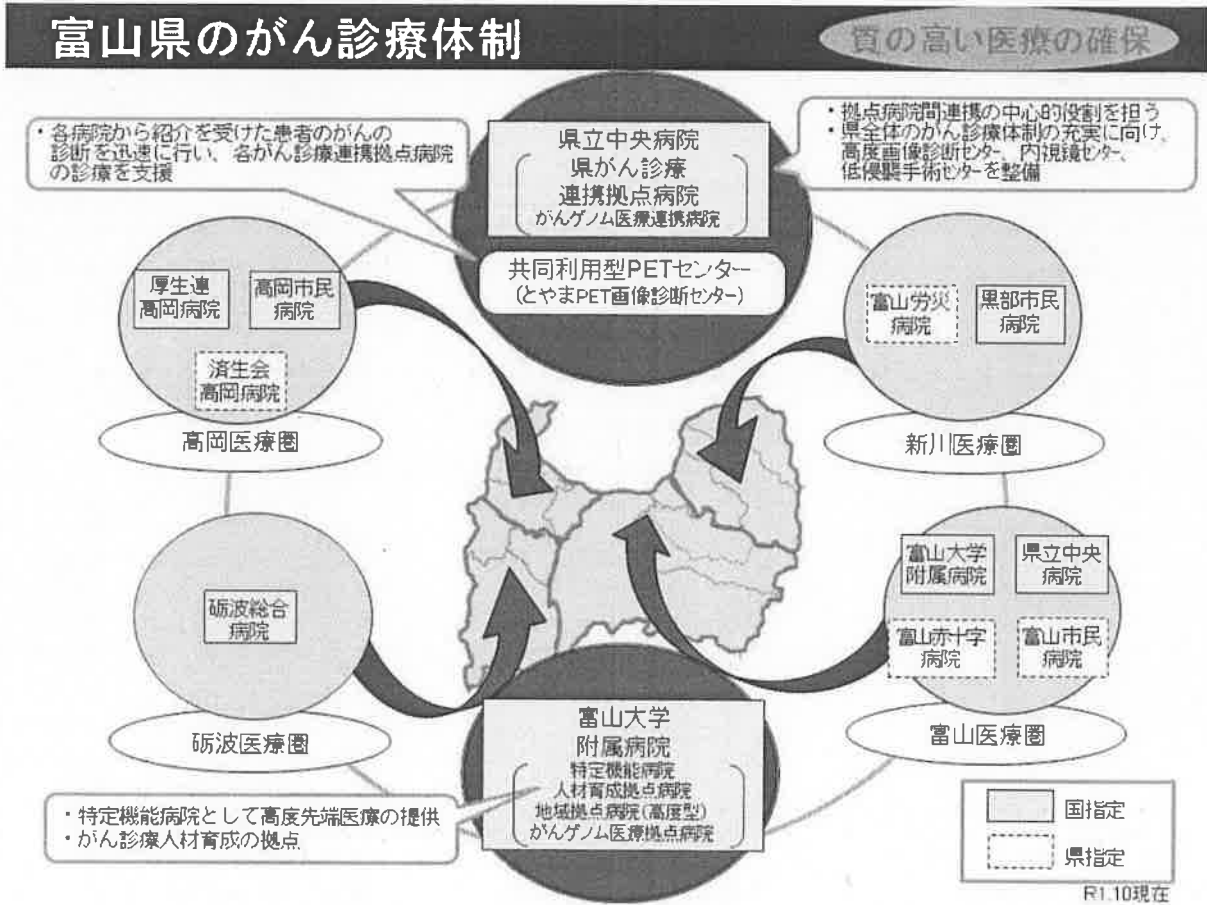 富山県のがん診療体制
質の高い医療の確保
・各病院から紹介を受けた患者のがんの
診断を迅速に行い、各がん診療連携拠点病院
の診療を支援
県立中央病院
県がん診療
連携拠点病院
がんゲノム医療連携病院
・拠点病院間連携の中心的役割を担う
・県全体のがん診療体制の充実に向け、
高度画像診断センター、内視鏡センター、
低侵襲手術センターを整備
共同利用型PETセンター
(とやまPET画像診断センター)
厚生連
高岡病院
高岡市民
病院
済生会
高岡病院
高岡医療圏
富山労災
病院
黒部市民
病院
新川医療圏
砺波総合
病院
砺波医療圏
富山大学
附属病院
県立中央
病院
富山赤十字
病院
富山市民
病院
富山医療圏
富山大学
附属病院
特定機能病院
人材育成拠点病院
地域拠点病院(高度型)
がんゲノム医療拠点病院
・特定機能病院として高度先端医療の提供
・がん診療人材育成の拠点
国指定
県指定
R1.10現在